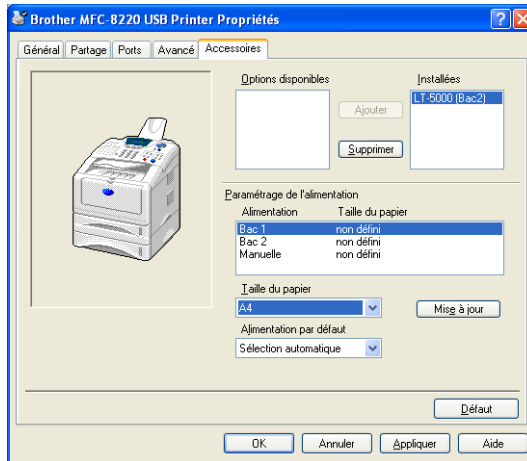 Brother MFC-8220 USB Printer Propriétés
Général Partage Ports Avancé Accessoires
Options disponibles
Installées
Ajouter
LT-5000 (Bac2)
Supprimer
Paramétrage de l'alimentation
Alimentation Taille du papier
Bac 1 non défini
Bac 2 non défini
Manuelle non défini
Taille du papier
A4
Mise à jour
Alimentation par défaut
Sélection automatique
Défaut
OK Annuler Appliquer Aide